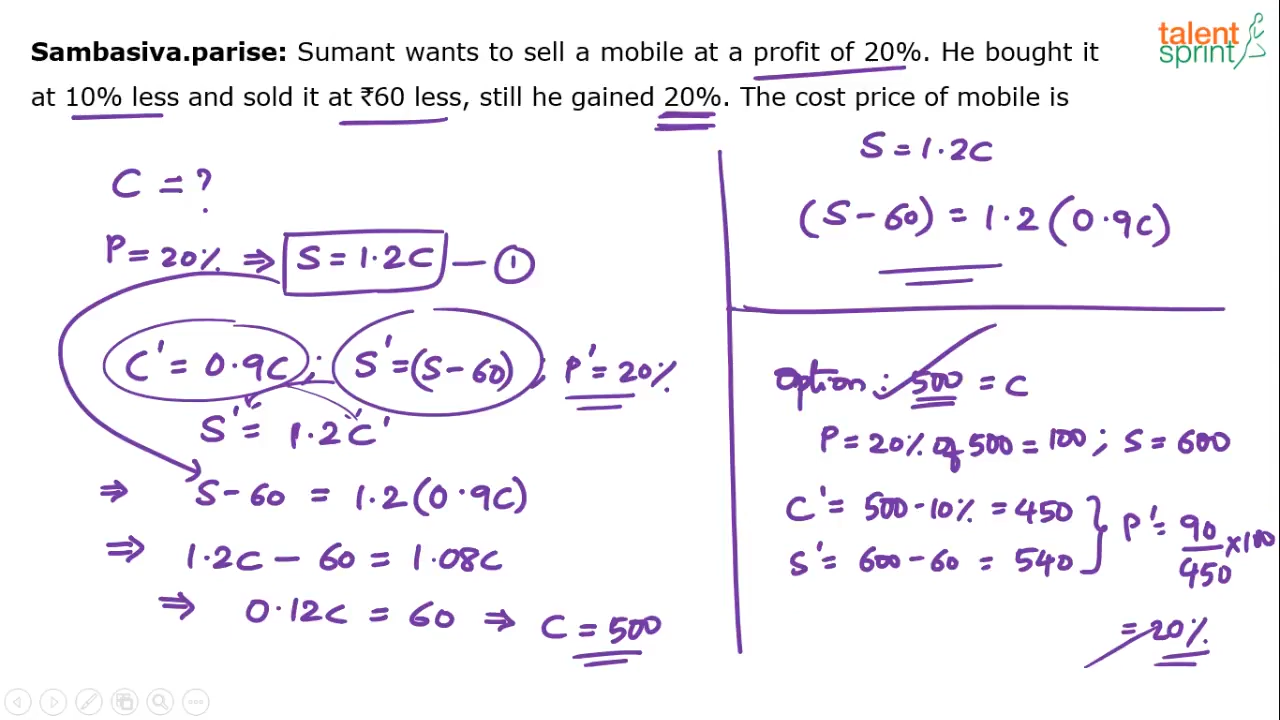 Sambasiva.parise: Sumant wants to sell a mobile at a profit of 20%. He bought it
at 10% less and sold it at ₹60 less, still he gained 20%. The cost price of mobile is
talent
sprint
C = ?
P = 20% ⇒ S = 1.2C — ①
C' = 0.9C ; S' = (S - 60) ; P' = 20%
S' = 1.2C'
⇒ S - 60 = 1.2(0.9C)
⇒ 1.2C - 60 = 1.08C
⇒ 0.12C = 60 ⇒ C = 500
S = 1.2C
(S - 60) = 1.2(0.9C)
Option : 500 = C
P = 20% of 500 = 100 ; S = 600
C' = 500 - 10% = 450
S' = 600 - 60 = 540
} P' = 90/450 × 100
= 20%